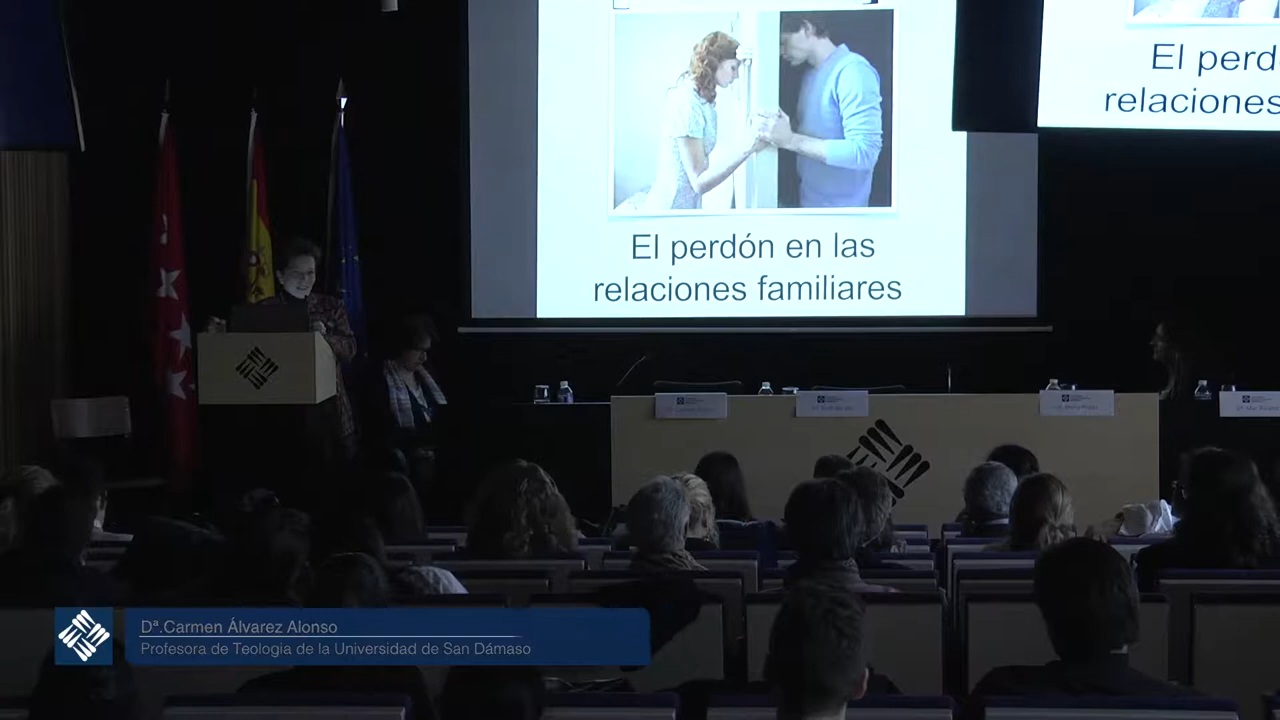 El perdón en las
relaciones familiares
El perd
relaciones
Dª.Carmen Álvarez Alonso
Profesora de Teologia de la Universidad de San Dámaso